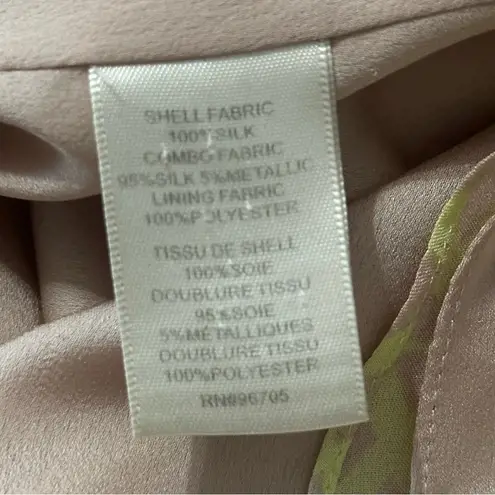 SHELL FABRIC
100%SILK
COMBO FABRIC
95%SILK 5%METALLIC
LINING FABRIC
100%POLYESTER
TISSU DE SHELL
100%SOIE
DOUBLURE TISSU
95%SOIE
5%METALLIQUES
DOUBLURE TISSU
100%POLYESTER
RN#96705